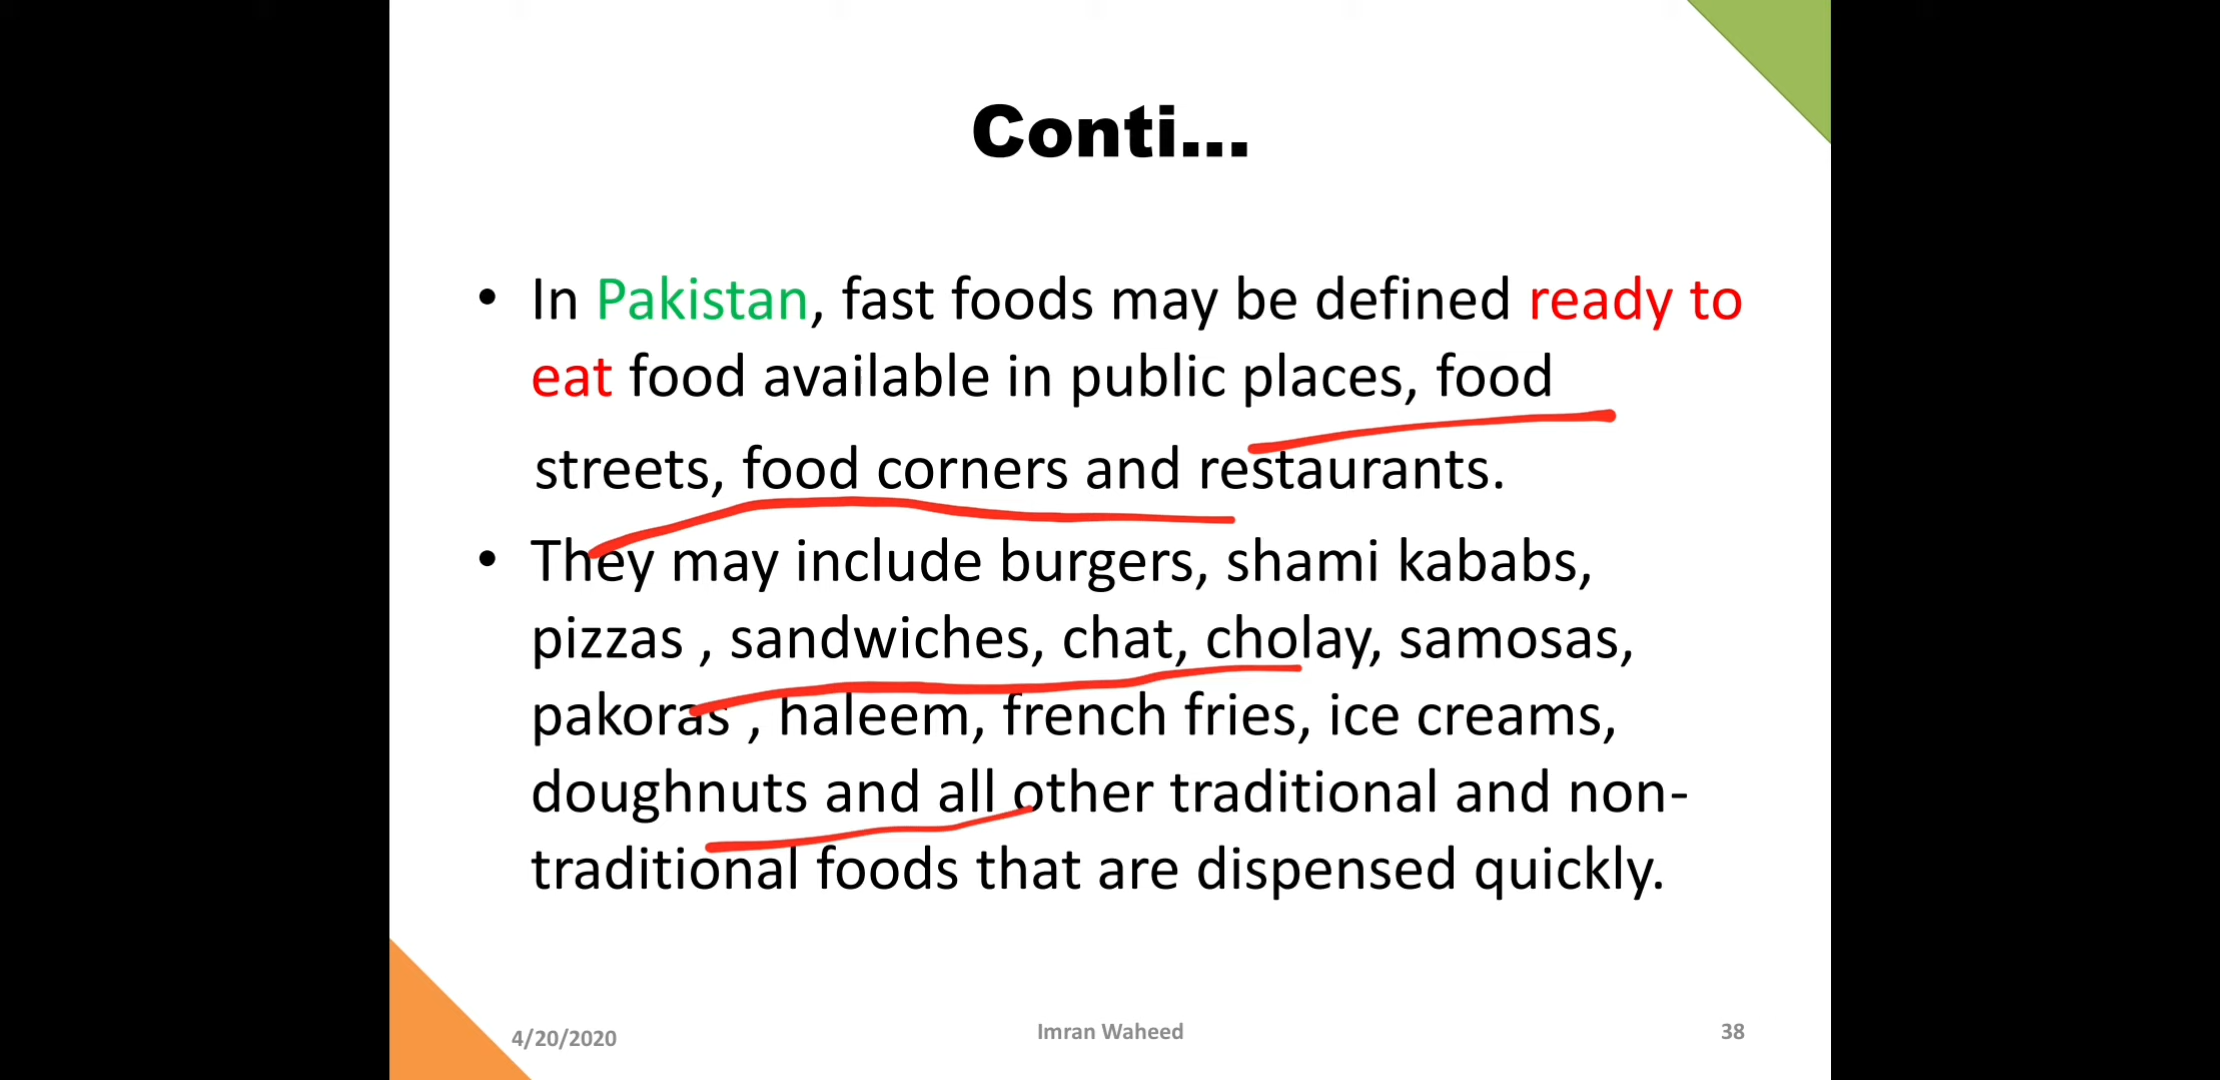 Conti...
• In Pakistan, fast foods may be defined ready to
eat food available in public places, food
streets, food corners and restaurants.
• They may include burgers, shami kababs,
pizzas , sandwiches, chat, cholay, samosas,
pakoras , haleem, french fries, ice creams,
doughnuts and all other traditional and non-
traditional foods that are dispensed quickly.
4/20/2020
Imran Waheed
38